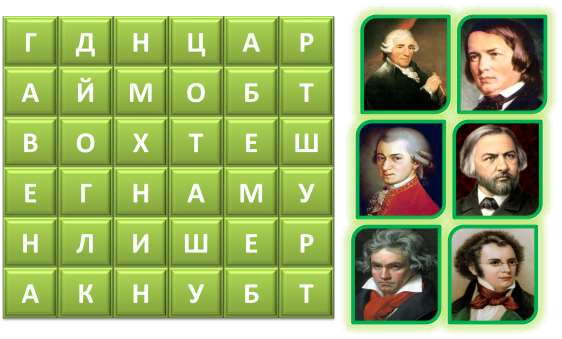 Г Д Н Ц А Р
А Й М О Б Т
В О Х Т Е Ш
Е Г Н А М У
Н Л И Ш Е Р
А К Н У Б Т